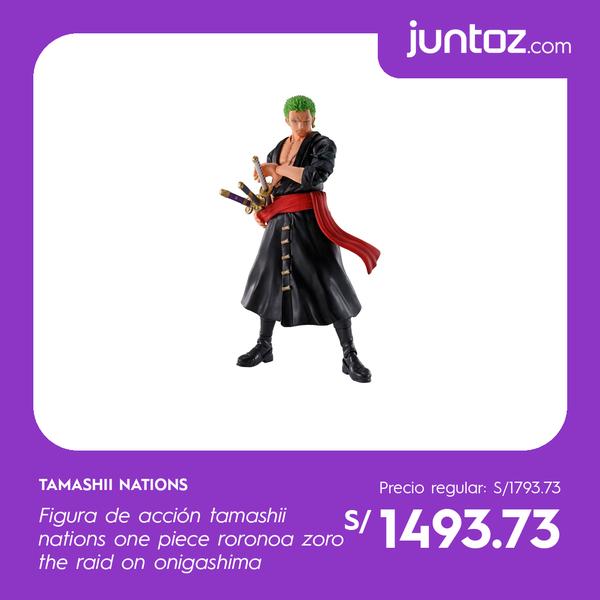 juntoz.com
TAMASHII NATIONS
Figura de acción tamashii
nations one piece roronoa zoro
the raid on onigashima
Precio regular: S/1793.73
S/ 1493.73